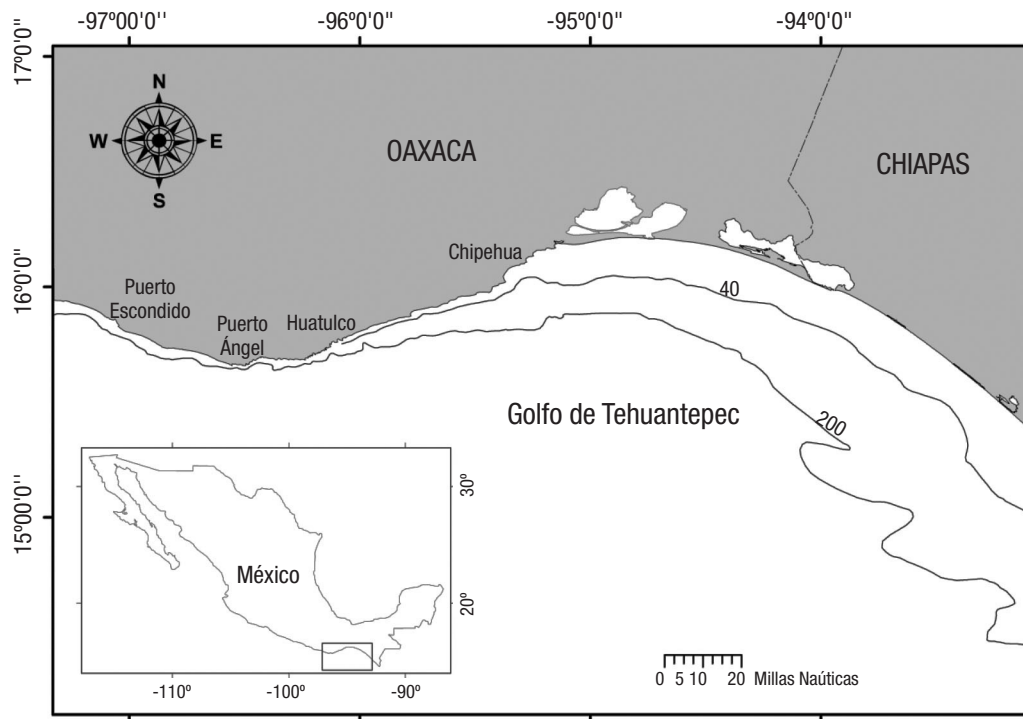 -97º00'0'' -96º0'0'' -95º0'0'' -94º0'0''
17º0'0''
N
W E
S
OAXACA
CHIAPAS
Chipehua
16º0'0''
Puerto
Escondido
Puerto
Ángel
Huatulco
40
Golfo de Tehuantepec
200
15º00'0''
30º
México
20º
-110º -100º -90º
0 5 10 20 Millas Naúticas